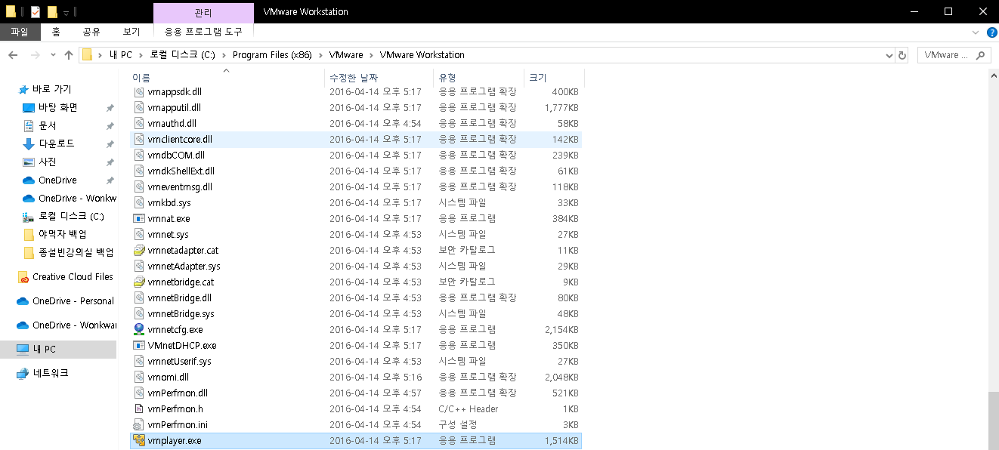 관리 VMware Workstation
파일 홈 공유 보기 응용 프로그램 도구
내 PC 로컬 디스크 (C:) Program Files (x86) VMware VMware Workstation VMware ...
이름 수정한 날짜 유형 크기
바로 가기
바탕 화면
문서
다운로드
사진
OneDrive
OneDrive - Wonkw
로컬 디스크 (C:)
야먹자 백업
종설빈강의실 백업
Creative Cloud Files
OneDrive - Personal
OneDrive - Wonkwar
내 PC
네트워크
vmappsdk.dll 2016-04-14 오후 5:17 응용 프로그램 확장 400KB
vmapputil.dll 2016-04-14 오후 5:17 응용 프로그램 확장 1,777KB
vmauthd.dll 2016-04-14 오후 4:54 응용 프로그램 확장 58KB
vmclientcore.dll 2016-04-14 오후 5:17 응용 프로그램 확장 142KB
vmdbCOM.dll 2016-04-14 오후 5:17 응용 프로그램 확장 239KB
vmdkShellExt.dll 2016-04-14 오후 5:17 응용 프로그램 확장 61KB
vmeventmsg.dll 2016-04-14 오후 5:17 응용 프로그램 확장 118KB
vmkbd.sys 2016-04-14 오후 5:17 시스템 파일 33KB
vmnat.exe 2016-04-14 오후 5:17 응용 프로그램 384KB
vmnet.sys 2016-04-14 오후 4:53 시스템 파일 27KB
vmnetadapter.cat 2016-04-14 오후 4:53 보안 카탈로그 11KB
vmnetAdapter.sys 2016-04-14 오후 4:53 시스템 파일 29KB
vmnetbridge.cat 2016-04-14 오후 4:53 보안 카탈로그 9KB
vmnetBridge.dll 2016-04-14 오후 4:53 응용 프로그램 확장 80KB
vmnetBridge.sys 2016-04-14 오후 4:53 시스템 파일 48KB
vmnetcfg.exe 2016-04-14 오후 5:17 응용 프로그램 2,154KB
VMnetDHCP.exe 2016-04-14 오후 5:17 응용 프로그램 350KB
vmnetUserif.sys 2016-04-14 오후 4:53 시스템 파일 27KB
vmomi.dll 2016-04-14 오후 5:16 응용 프로그램 확장 2,048KB
vmPerfmon.dll 2016-04-14 오후 4:57 응용 프로그램 확장 521KB
vmPerfmon.h 2016-04-14 오후 4:54 C/C++ Header 1KB
vmPerfmon.ini 2016-04-14 오후 4:54 구성 설정 3KB
vmplayer.exe 2016-04-14 오후 5:17 응용 프로그램 1,514KB